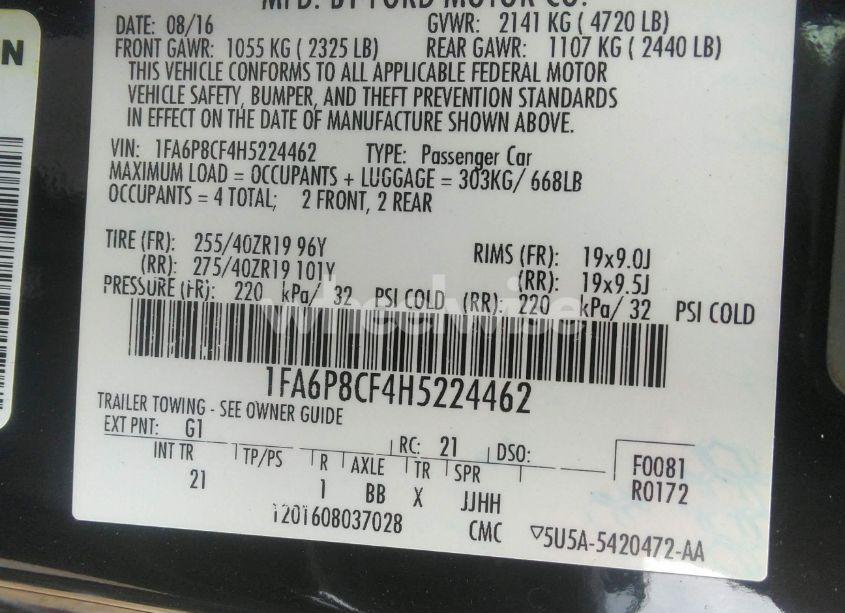 MFD. BY FORD MOTOR CO.
DATE: 08/16 GVWR: 2141 KG ( 4720 LB)
FRONT GAWR: 1055 KG ( 2325 LB) REAR GAWR: 1107 KG ( 2440 LB)
THIS VEHICLE CONFORMS TO ALL APPLICABLE FEDERAL MOTOR
VEHICLE SAFETY, BUMPER, AND THEFT PREVENTION STANDARDS
IN EFFECT ON THE DATE OF MANUFACTURE SHOWN ABOVE.
VIN: 1FA6P8CF4H5224462 TYPE: Passenger Car
MAXIMUM LOAD = OCCUPANTS + LUGGAGE = 303KG/ 668LB
OCCUPANTS = 4 TOTAL; 2 FRONT, 2 REAR
TIRE (FR): 255/40ZR19 96Y RIMS (FR): 19x9.0J
(RR): 275/40ZR19 101Y (RR): 19x9.5J
PRESSURE (FR): 220 kPa/ 32 PSI COLD (RR): 220 kPa/ 32 PSI COLD
wheelwise
1FA6P8CF4H5224462
TRAILER TOWING - SEE OWNER GUIDE
EXT PNT: G1 RC: 21 DSO:
INT TR TP/PS R AXLE TR SPR F0081
21 1 BB X JJHH R0172
1201608037028 CMC ▽5U5A-5420472-AA
N